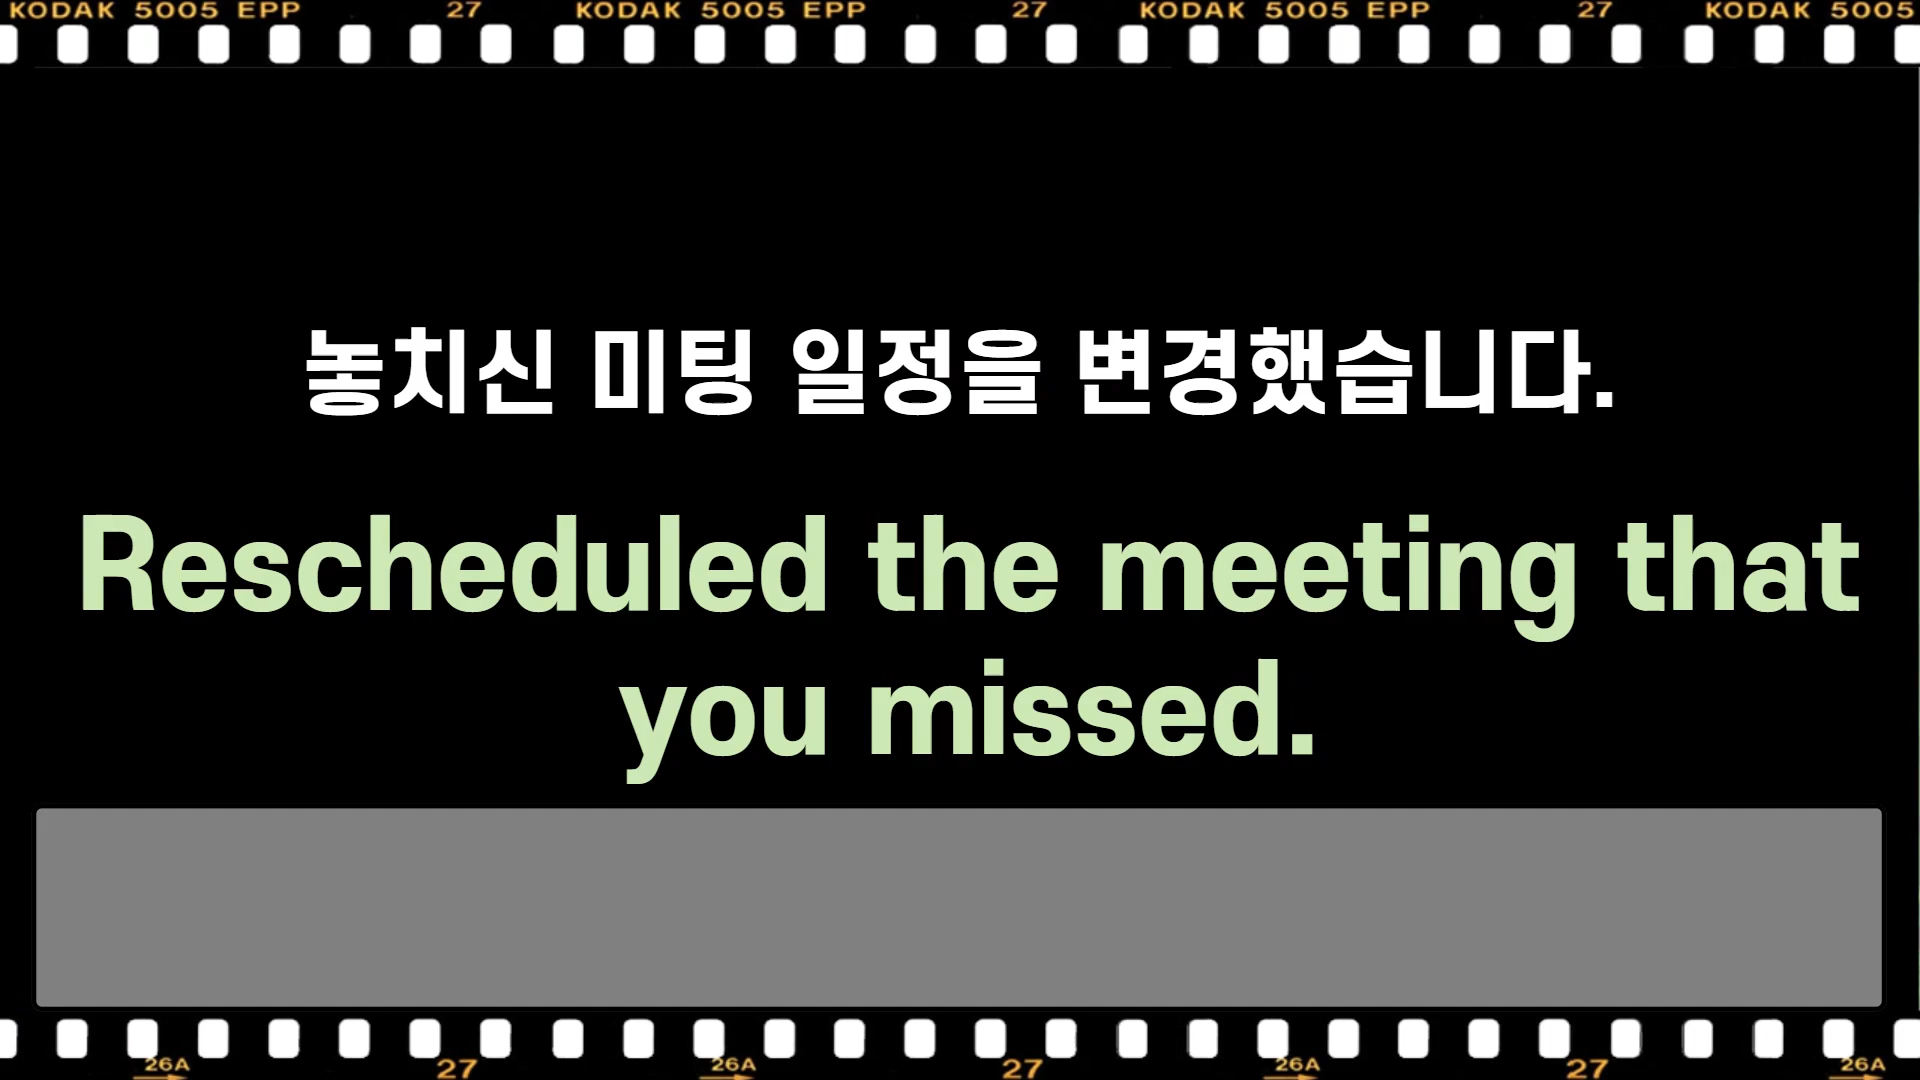 KODAK 5005 EPP 27 KODAK 5005 EPP 27 KODAK 5005 EPP 27 KODAK 5005
놓치신 미팅 일정을 변경했습니다.
Rescheduled the meeting that
you missed.
26A 27 26A 27 26A 27 26A